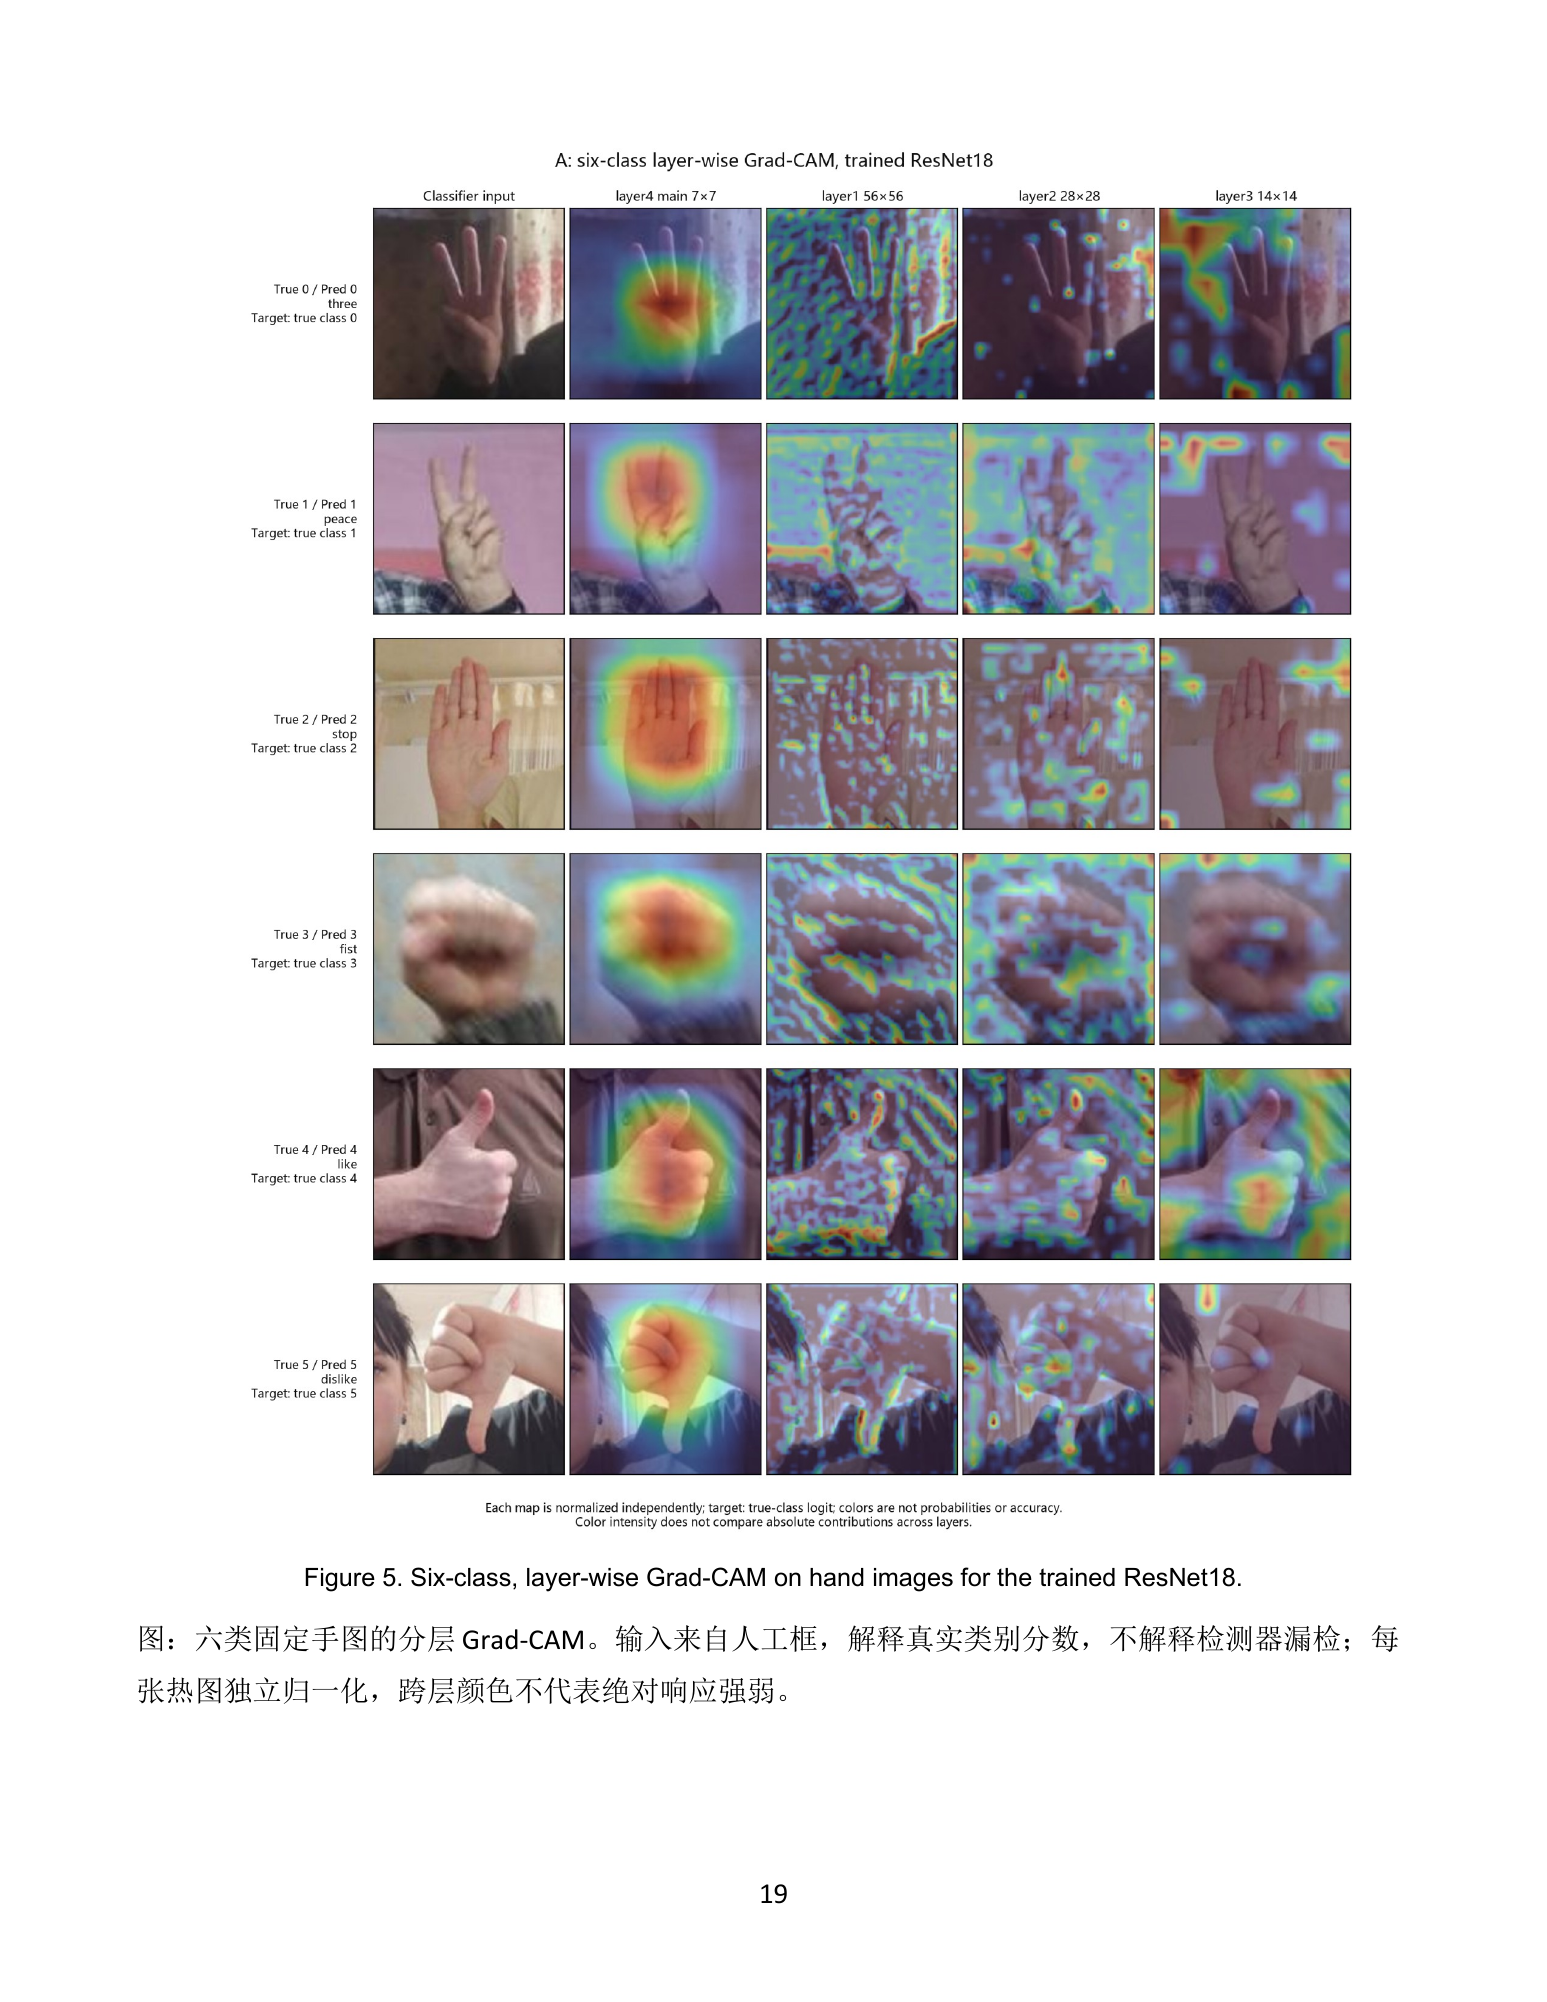 A: six-class layer-wise Grad-CAM, trained ResNet18
Classifier input
layer4 main 7×7
layer1 56×56
layer2 28×28
layer3 14×14
True 0 / Pred 0
three
Target: true class 0
True 1 / Pred 1
peace
Target: true class 1
True 2 / Pred 2
stop
Target: true class 2
True 3 / Pred 3
fist
Target: true class 3
True 4 / Pred 4
like
Target: true class 4
True 5 / Pred 5
dislike
Target: true class 5
Each map is normalized independently; target: true-class logit; colors are not probabilities or accuracy.
Color intensity does not compare absolute contributions across layers.
Figure 5. Six-class, layer-wise Grad-CAM on hand images for the trained ResNet18.
图：六类固定手图的分层 Grad-CAM。输入来自人工框，解释真实类别分数，不解释检测器漏检；每
张热图独立归一化，跨层颜色不代表绝对响应强弱。
19